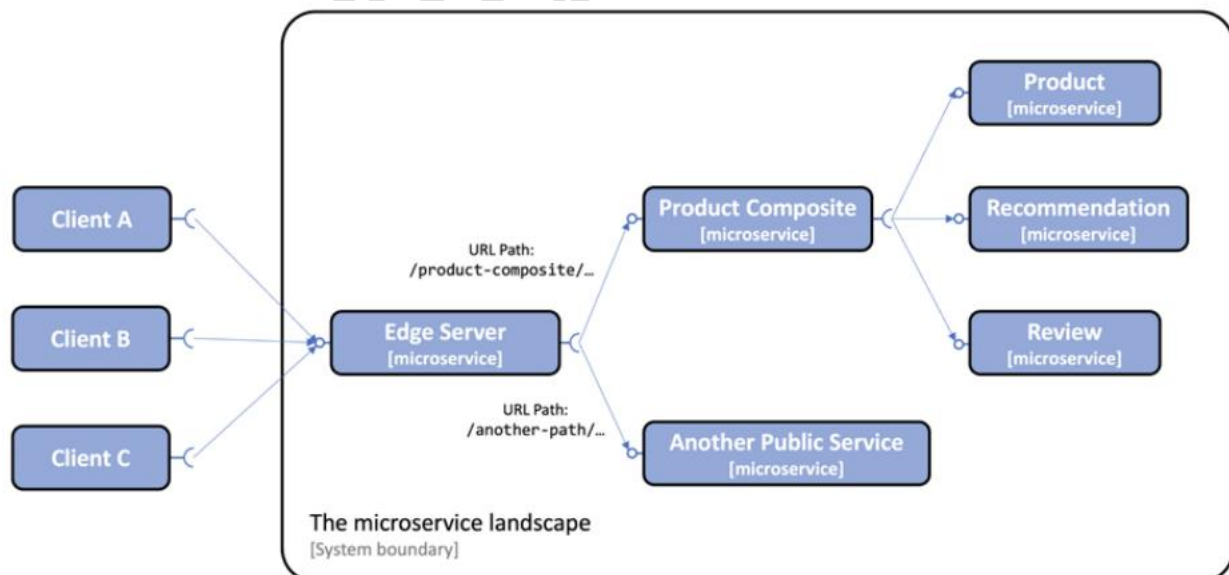 Product
[microservice]
Client A
Product Composite
[microservice]
Recommendation
[microservice]
URL Path:
/product-composite/…
Client B
Edge Server
[microservice]
Review
[microservice]
URL Path:
/another-path/…
Client C
Another Public Service
[microservice]
The microservice landscape
[System boundary]